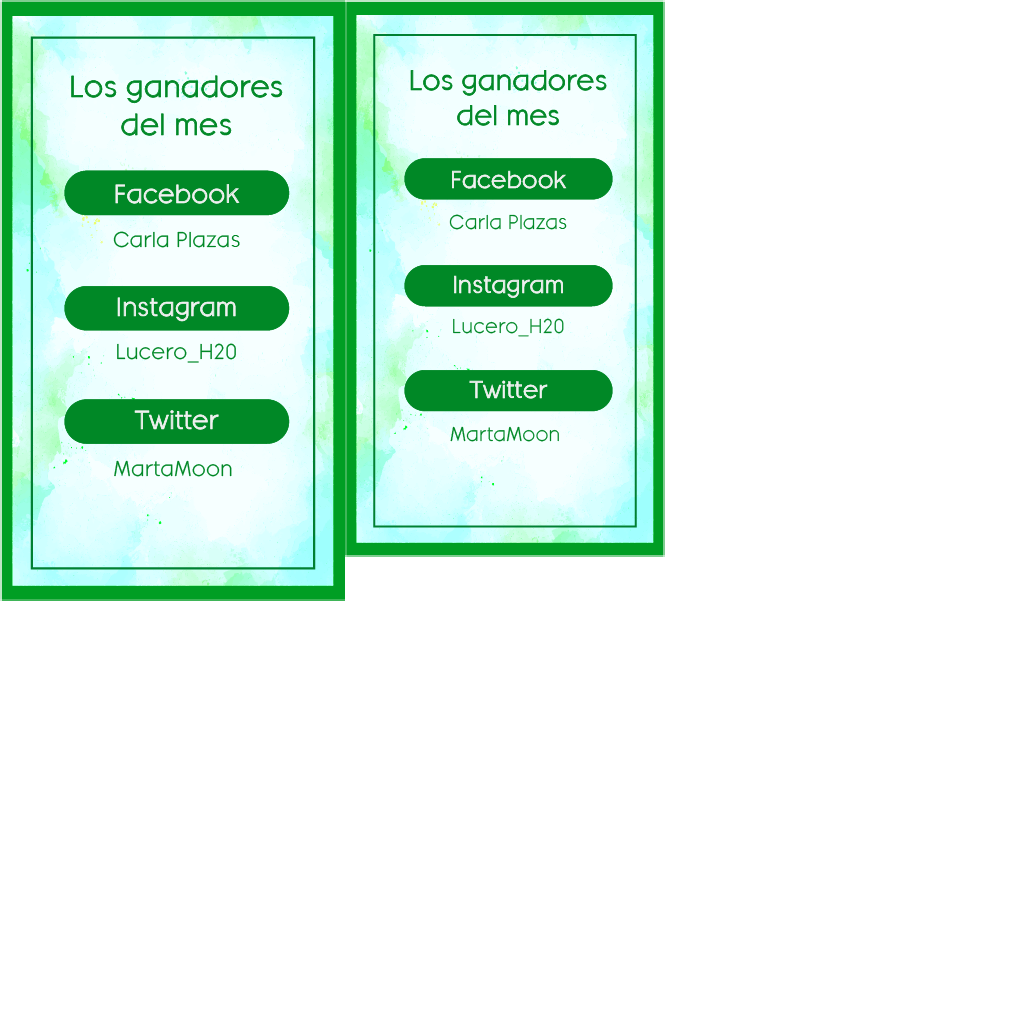 Los ganadores
del mes
Facebook
Carla Plazas
Instagram
Lucero_H20
Twitter
MartaMoon
Los ganadores
del mes
Facebook
Carla Plazas
Instagram
Lucero_H20
Twitter
MartaMoon